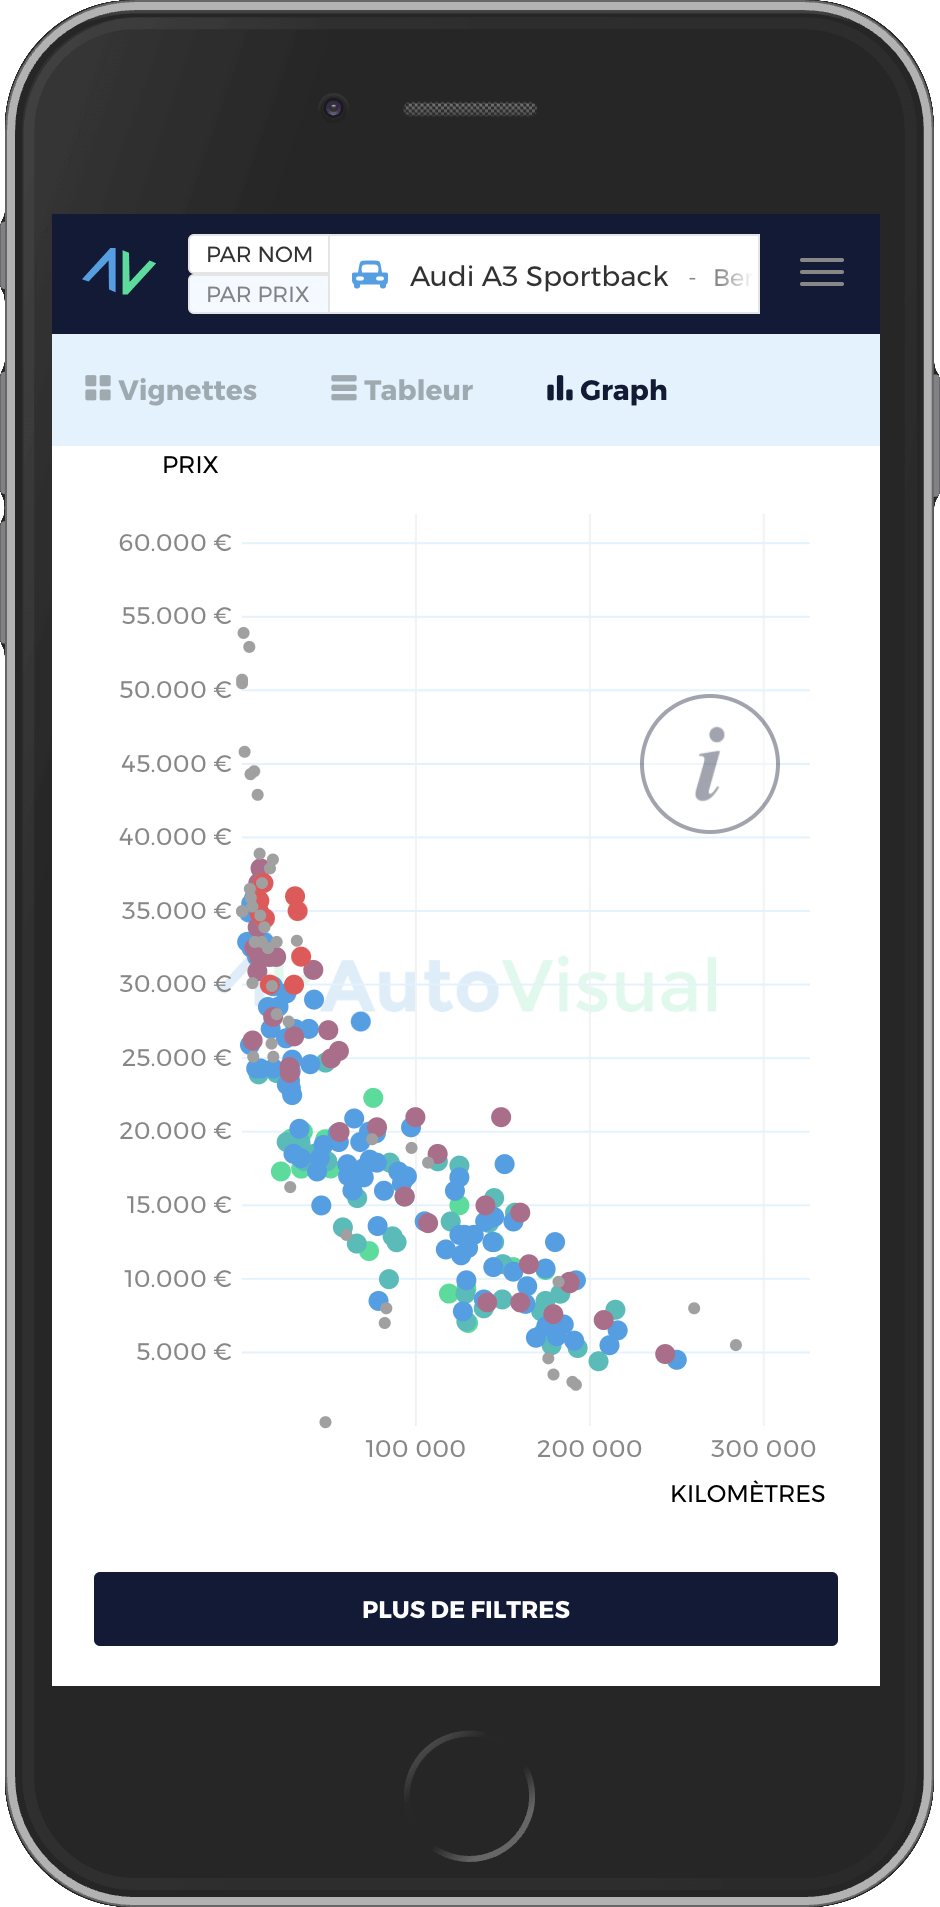 PAR NOM
PAR PRIX
Audi A3 Sportback -
Vignettes
Tableur
Graph
PRIX
60.000 €
55.000 €
50.000 €
45.000 €
i
40.000 €
35.000 €
30.000 €
AutoVisual
25.000 €
20.000 €
15.000 €
10.000 €
5.000 €
100 000
200 000
300 000
KILOMÈTRES
PLUS DE FILTRES